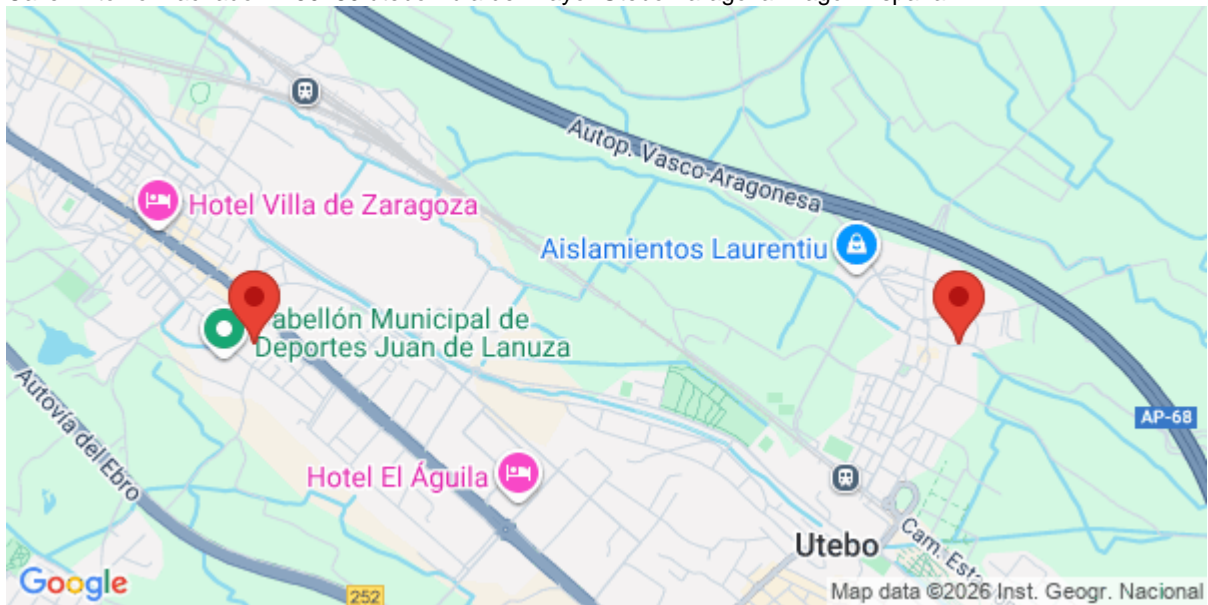 Autop. Vasco-Aragonesa
Hotel Villa de Zaragoza
Aislamientos Laurentiu
abellón Municipal de
Deportes Juan de Lanuza
Autovía del Ebro
AP-68
Hotel El Águila
Utebo
Cam. Esta
Google
252
Map data ©2026 Inst. Geogr. Nacional